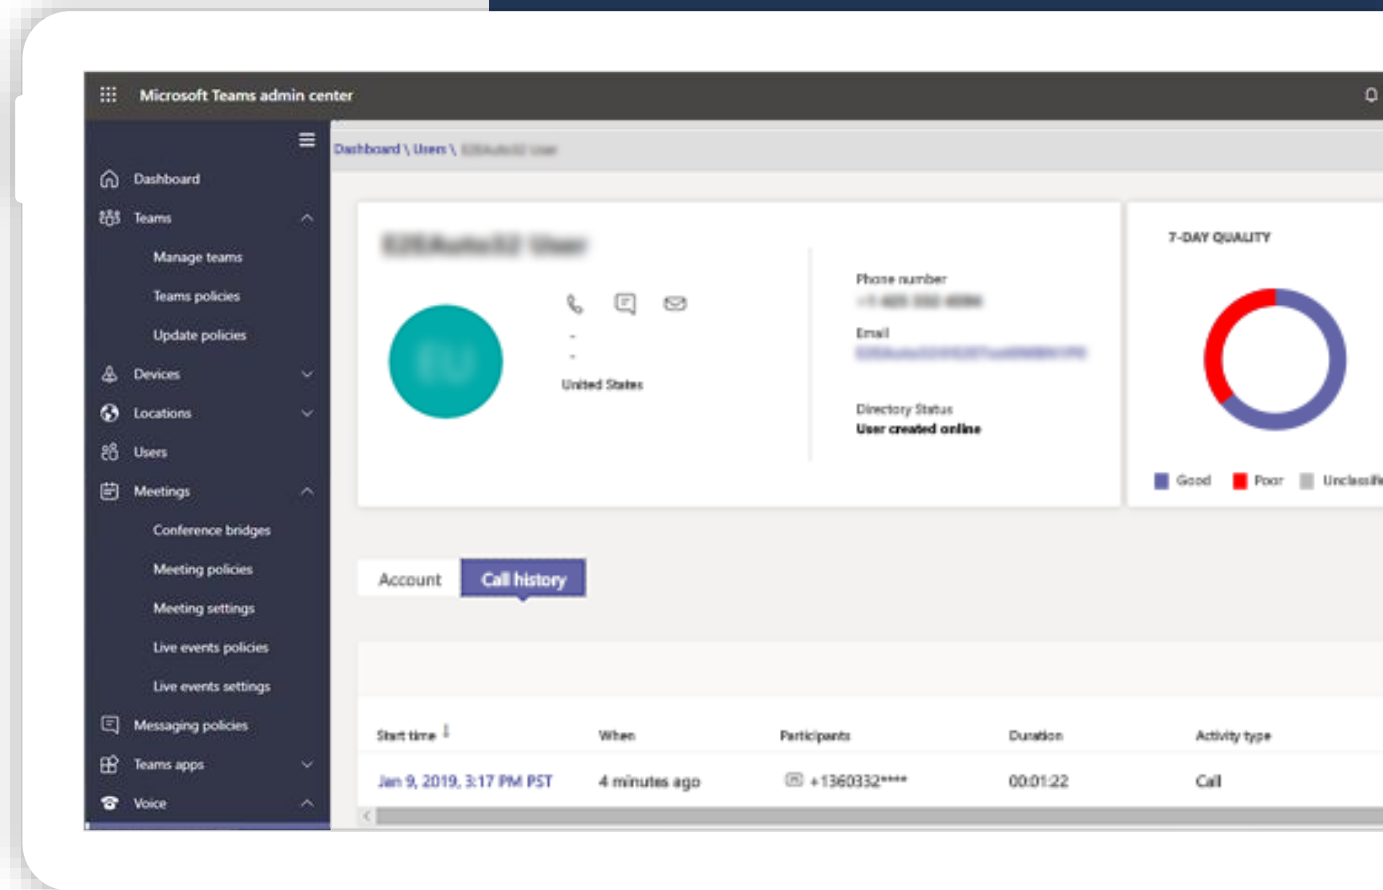 Microsoft Teams admin center
Dashboard \ Users \
Dashboard
Teams
Manage teams
Teams policies
Update policies
Devices
Locations
Users
Meetings
Conference bridges
Meeting policies
Meeting settings
Live events policies
Live events settings
Messaging policies
Teams apps
Voice
E2EAuto32 User
EU
-
-
United States
Phone number
Email
Directory Status
User created online
7-DAY QUALITY
Good Poor
Account Call history
Start time When Participants Duration Activity type
Jan 9, 2019, 3:17 PM PST 4 minutes ago +1360332**** 00:01:22 Call